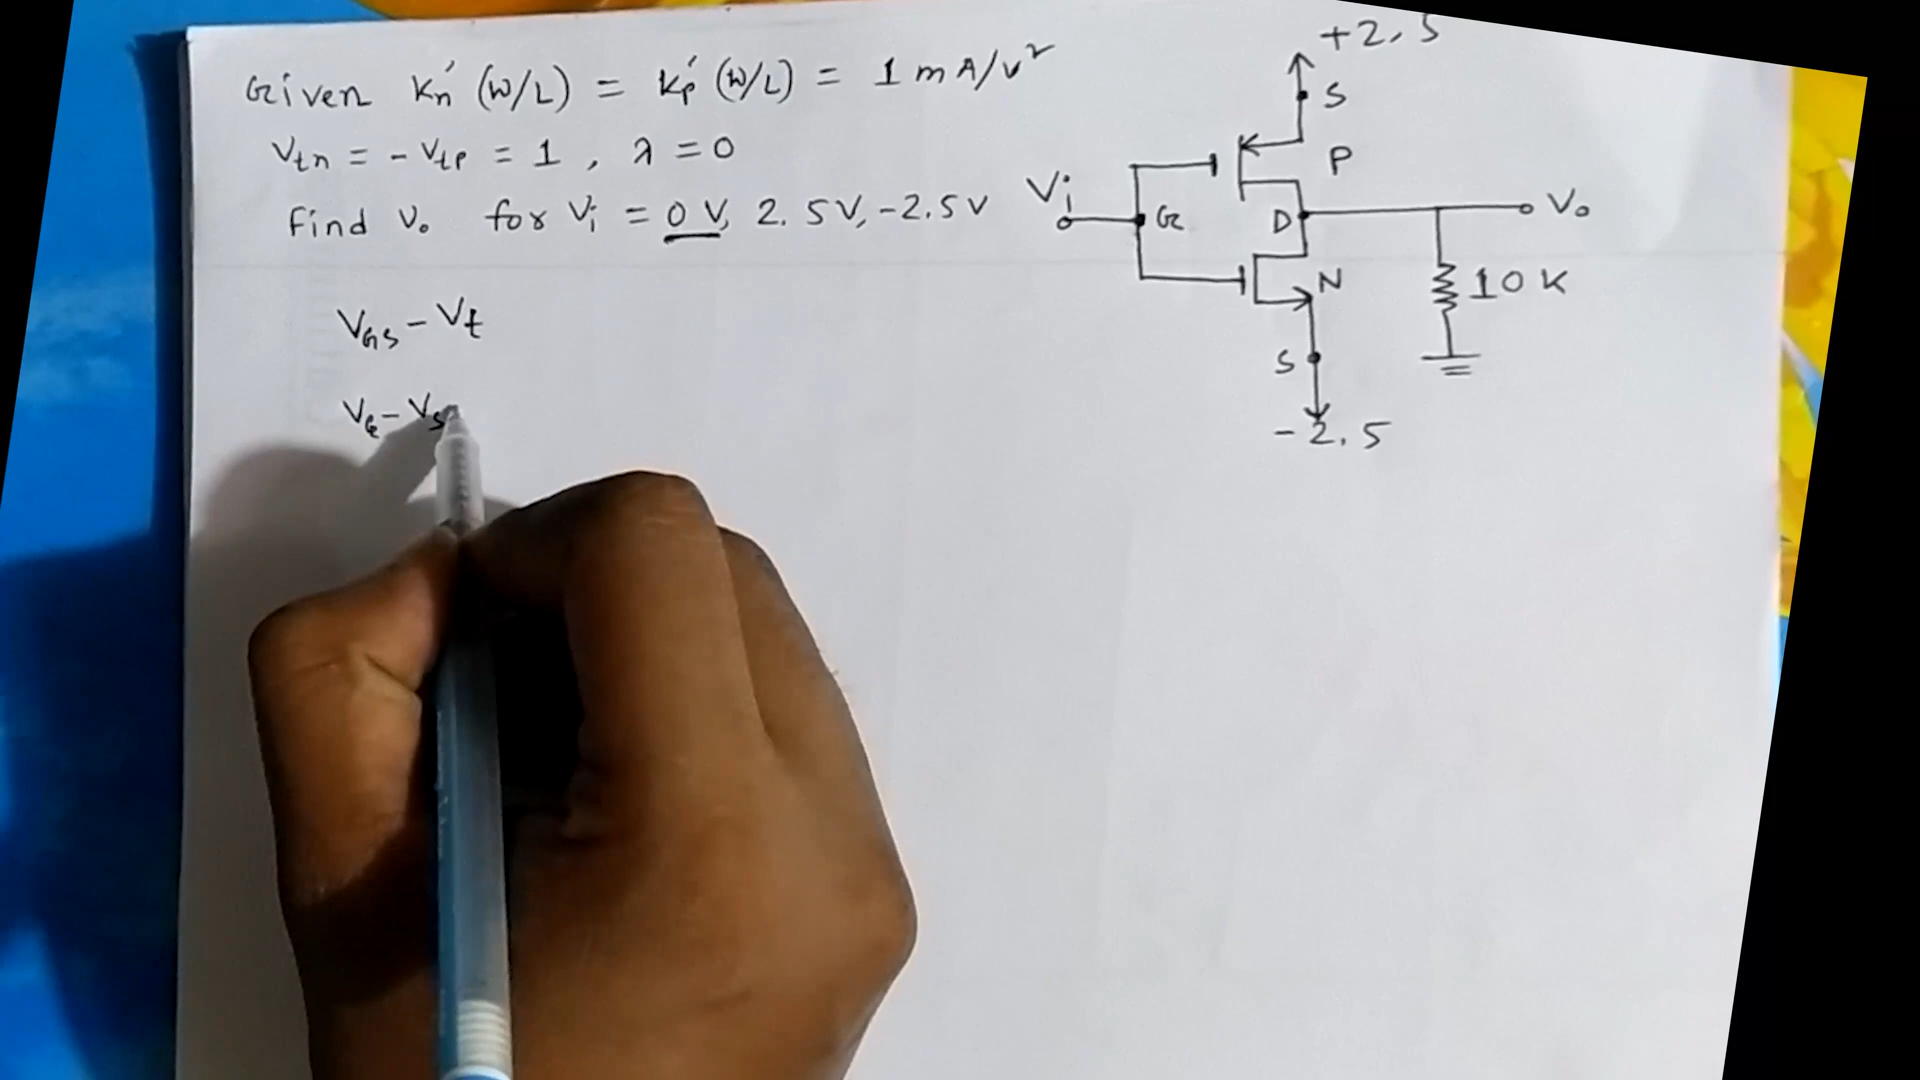 Given Kn' (W/L) = Kp' (W/L) = 1 mA/v²
Vtn = - Vtp = 1 , λ = 0
Find Vo for Vi = 0 V, 2.5V, -2.5V
VGS - Vt
VG - VS
+2.5
S
P
Vi
G
D
Vo
N
10 K
S
-2.5